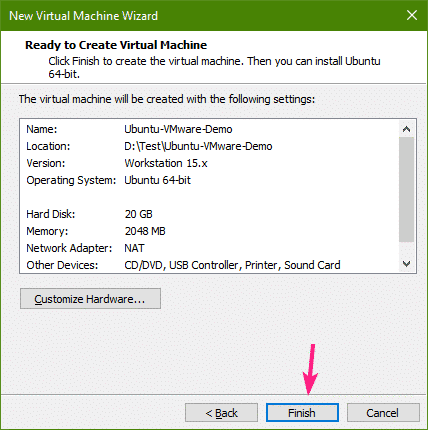 New Virtual Machine Wizard
Ready to Create Virtual Machine
Click Finish to create the virtual machine. Then you can install Ubuntu
64-bit.
The virtual machine will be created with the following settings:
Name: Ubuntu-VMware-Demo
Location: D:\Test\Ubuntu-VMware-Demo
Version: Workstation 15.x
Operating System: Ubuntu 64-bit
Hard Disk: 20 GB
Memory: 2048 MB
Network Adapter: NAT
Other Devices: CD/DVD, USB Controller, Printer, Sound Card
Customize Hardware...
< Back Finish Cancel